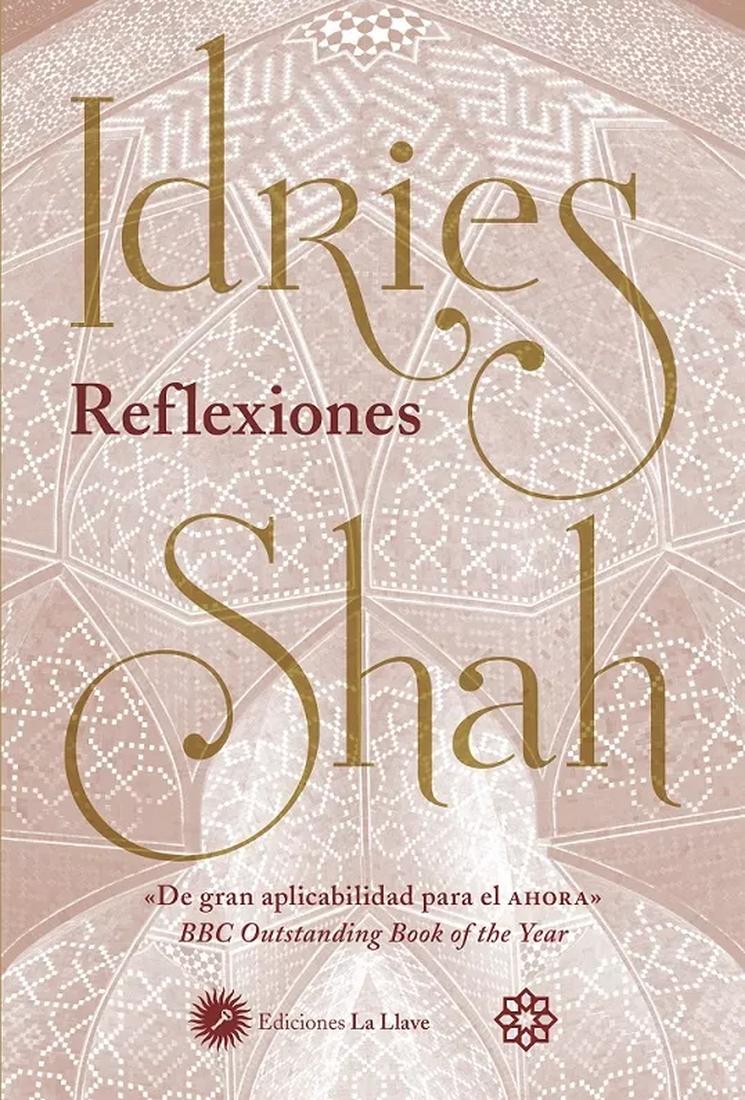 Idries
Reflexiones
Shah
«De gran aplicabilidad para el AHORA»
BBC Outstanding Book of the Year
Ediciones La Llave